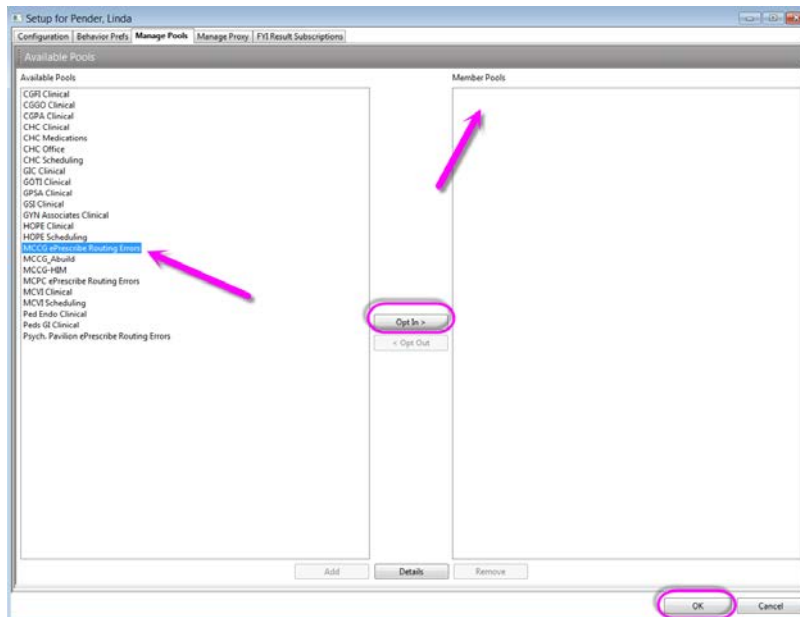 Setup for Pender, Linda
Configuration Behavior Prefs Manage Pools Manage Proxy FYI Result Subscriptions
Available Pools
Available Pools Member Pools
CGFI Clinical
CGGO Clinical
CGPA Clinical
CHC Clinical
CHC Medications
CHC Office
CHC Scheduling
GIC Clinical
GOTI Clinical
GPSA Clinical
GSI Clinical
GYN Associates Clinical
HOPE Clinical
HOPE Scheduling
MCCG ePrescribe Routing Errors
MCCG_Abuild
MCCG-HIM
MCPC ePrescribe Routing Errors
MCVI Clinical
MCVI Scheduling
Ped Endo Clinical
Peds GI Clinical
Psych. Pavilion ePrescribe Routing Errors
Opt In >
< Opt Out
Add Details Remove
OK Cancel